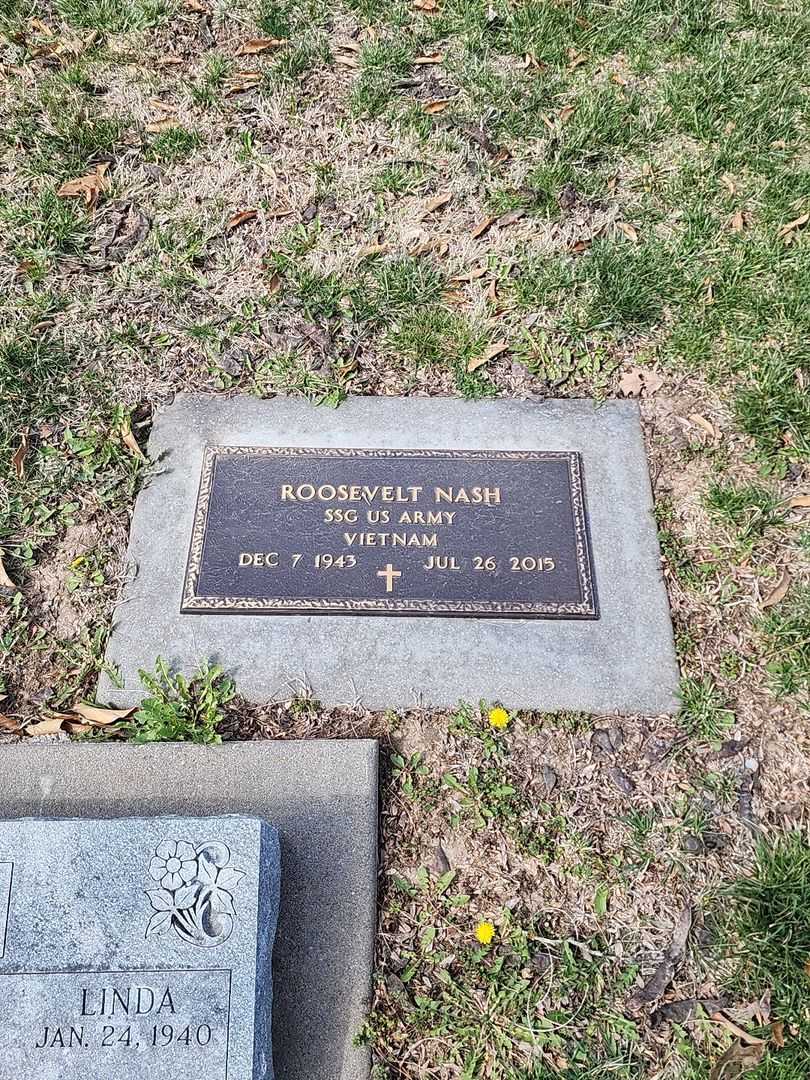 ROOSEVELT NASH
SSG US ARMY
VIETNAM
DEC 7 1943 JUL 26 2015
LINDA
JAN. 24, 1940